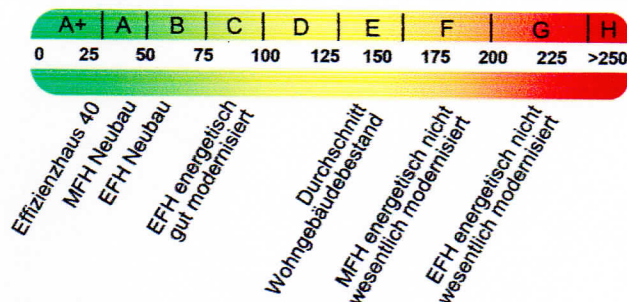 A+ A B C D E F G H
0 25 50 75 100 125 150 175 200 225 >250
Effizienzhaus 40
MFH Neubau
EFH Neubau
EFH energetisch
gut modernisiert
Durchschnitt
Wohngebäudebestand
MFH energetisch nicht
wesentlich modernisiert
EFH energetisch nicht
wesentlich modernisiert